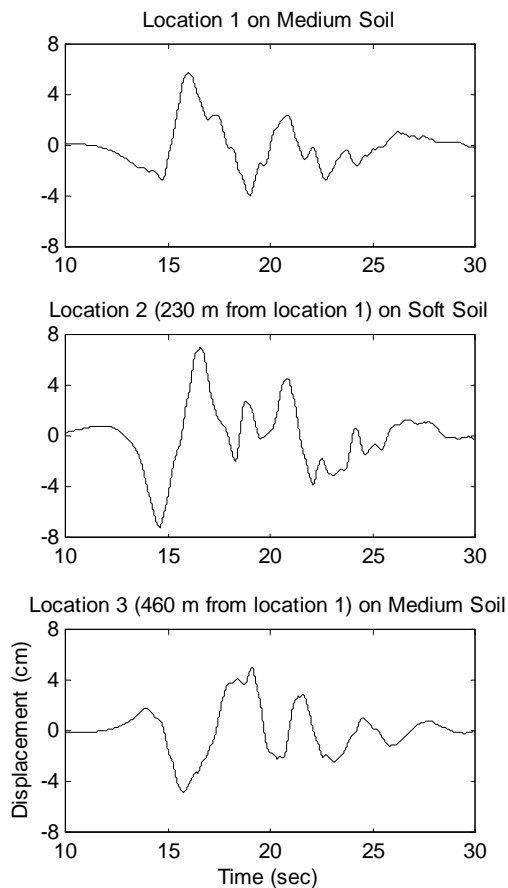 Location 1 on Medium Soil
8
4
0
-4
-8
10 15 20 25 30
Location 2 (230 m from location 1) on Soft Soil
8
4
0
-4
-8
10 15 20 25 30
Location 3 (460 m from location 1) on Medium Soil
8
4
0
-4
-8
Displacement (cm)
10 15 20 25 30
Time (sec)